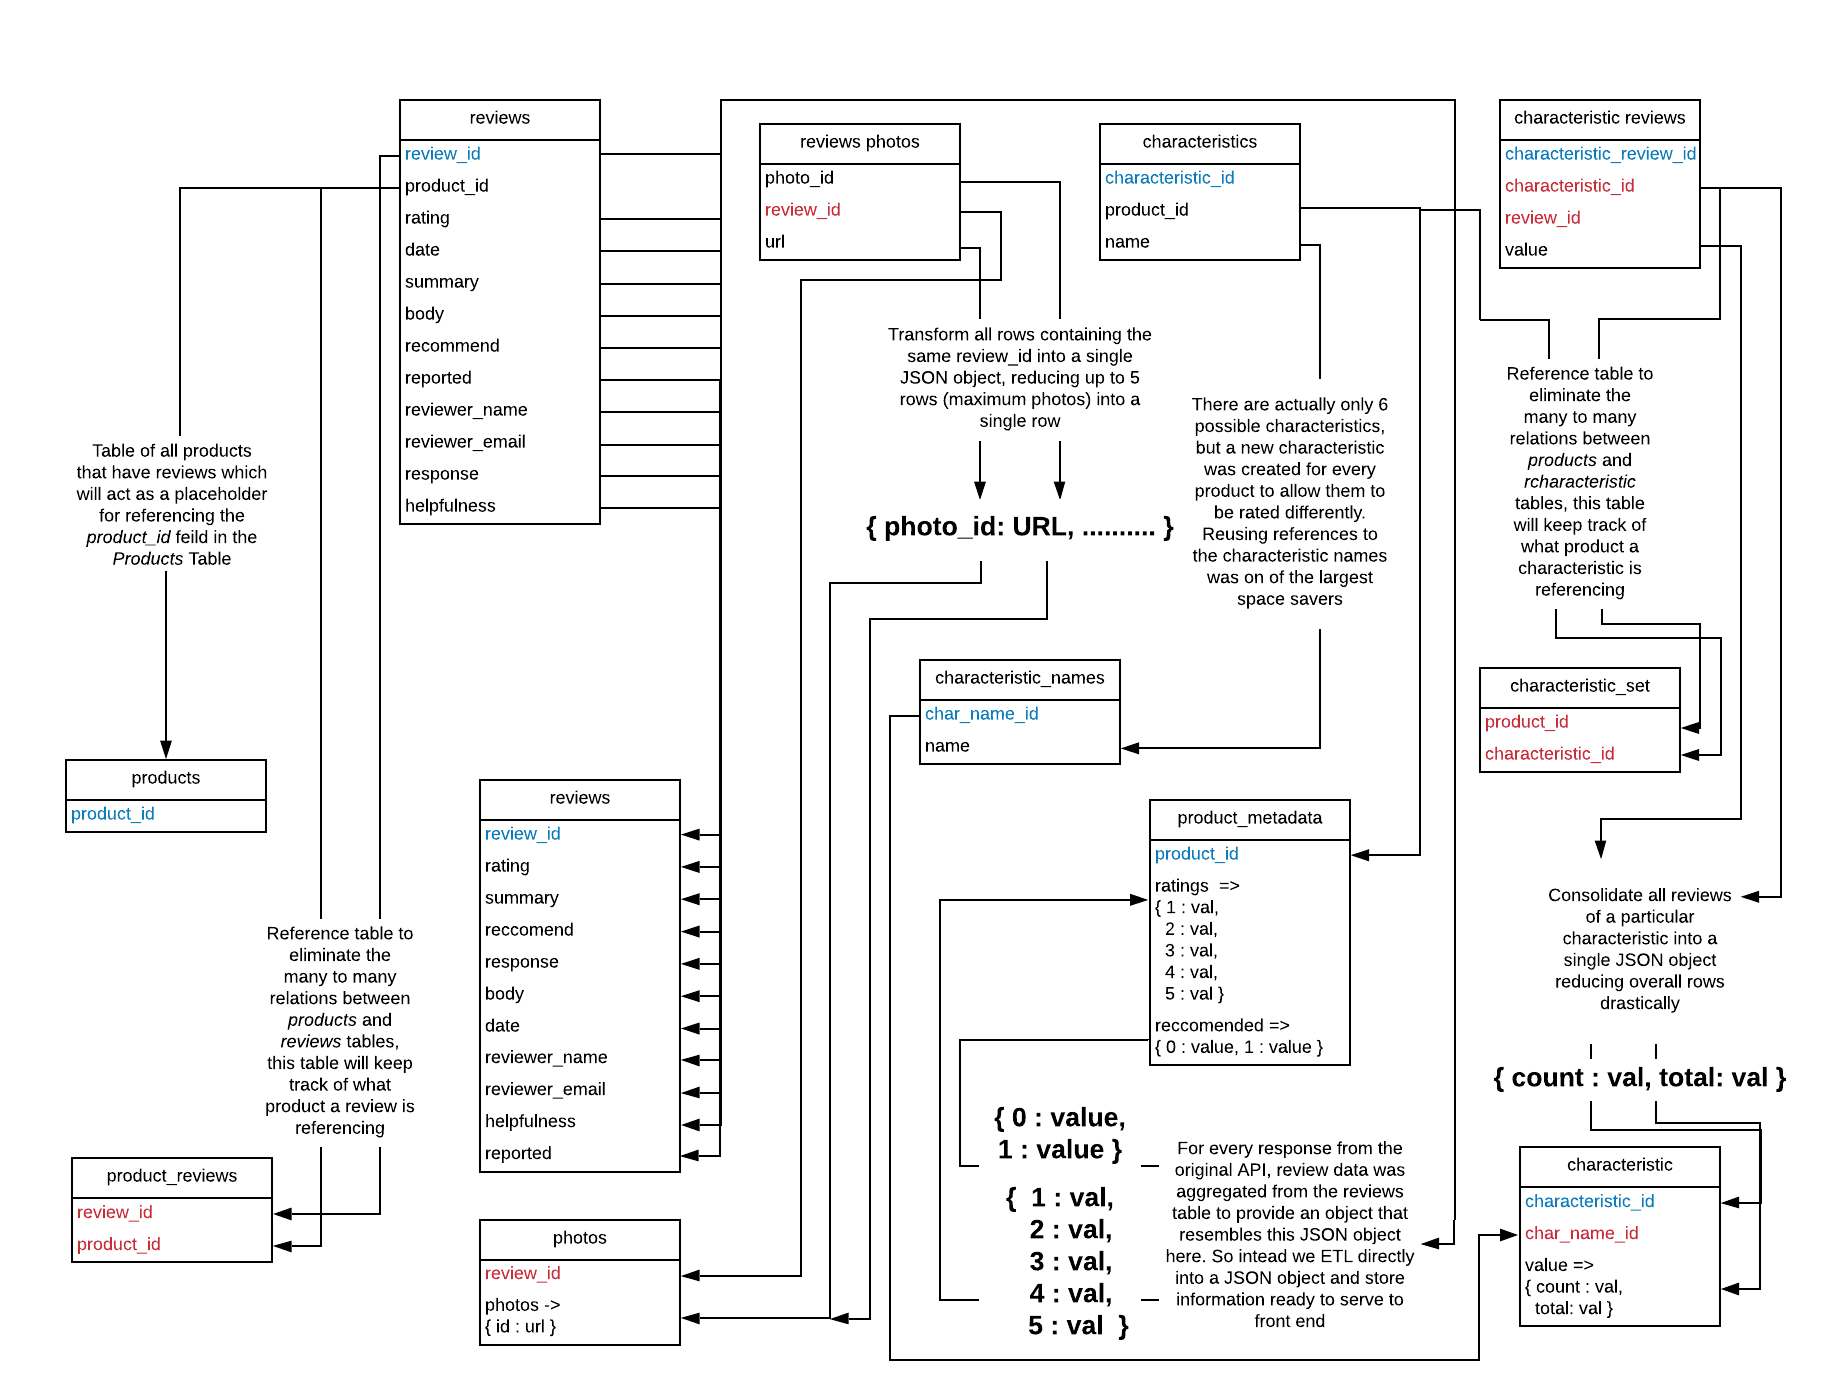 reviews
review_id
product_id
rating
date
summary
body
recommend
reported
reviewer_name
reviewer_email
response
helpfulness
reviews photos
photo_id
review_id
url
characteristics
characteristic_id
product_id
name
characteristic reviews
characteristic_review_id
characteristic_id
review_id
value
Table of all products
that have reviews which
will act as a placeholder
for referencing the
product_id feild in the
Products Table
Transform all rows containing the
same review_id into a single
JSON object, reducing up to 5
rows (maximum photos) into a
single row
{ photo_id: URL, .......... }
There are actually only 6
possible characteristics,
but a new characteristic
was created for every
product to allow them to
be rated differently.
Reusing references to
the characteristic names
was on of the largest
space savers
Reference table to
eliminate the
many to many
relations between
products and
rcharacteristic
tables, this table
will keep track of
what product a
characteristic is
referencing
characteristic_names
char_name_id
name
characteristic_set
product_id
characteristic_id
products
product_id
reviews
review_id
rating
summary
reccomend
response
body
date
reviewer_name
reviewer_email
helpfulness
reported
product_metadata
product_id
ratings =>
{ 1 : val,
2 : val,
3 : val,
4 : val,
5 : val }
reccomended =>
{ 0 : value, 1 : value }
Consolidate all reviews
of a particular
characteristic into a
single JSON object
reducing overall rows
drastically
{ count : val, total: val }
Reference table to
eliminate the
many to many
relations between
products and
reviews tables,
this table will keep
track of what
product a review is
referencing
product_reviews
review_id
product_id
photos
review_id
photos ->
{ id : url }
{ 0 : value,
1 : value }
{ 1 : val,
2 : val,
3 : val,
4 : val,
5 : val }
For every response from the
original API, review data was
aggregated from the reviews
table to provide an object that
resembles this JSON object
here. So intead we ETL directly
into a JSON object and store
information ready to serve to
front end
characteristic
characteristic_id
char_name_id
value =>
{ count : val,
total: val }